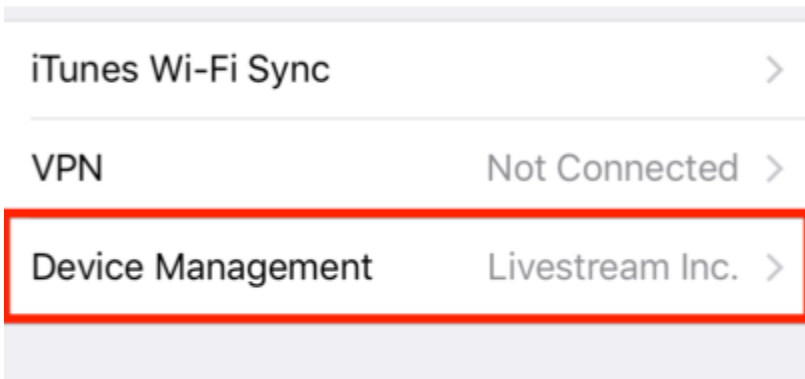 iTunes Wi-Fi Sync
VPN Not Connected
Device Management Livestream Inc.